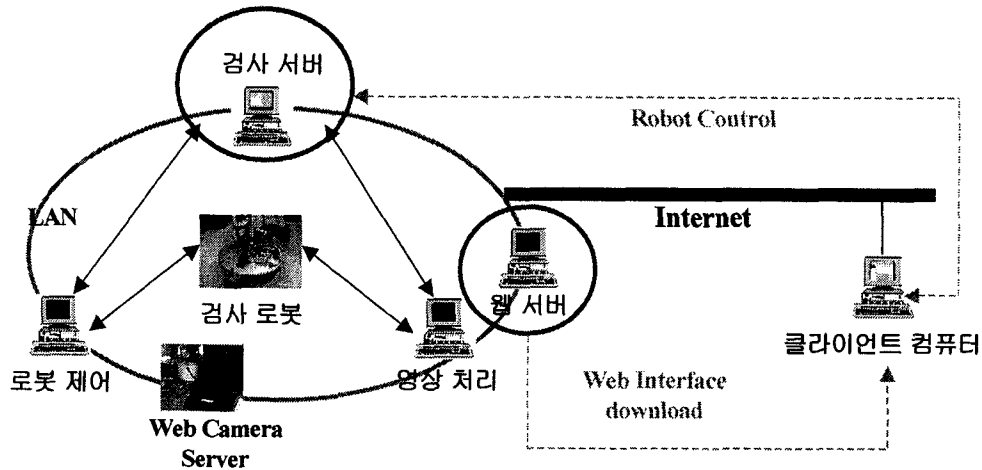 검사 서버
Robot Control
LAN
Internet
검사 로봇
웹 서버
로봇 제어
영상 처리
클라이언트 컴퓨터
Web Camera
Server
Web Interface
download